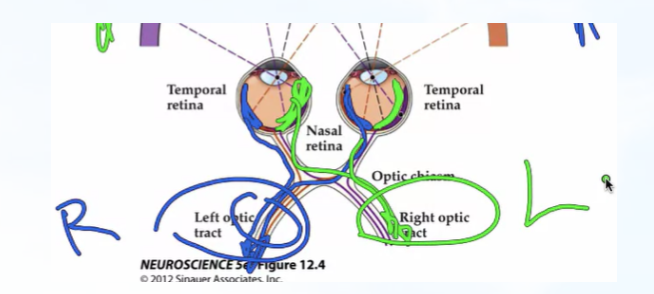 Temporal
retina
Temporal
retina
Nasal
retina
Optic chiasm
R
Left optic
tract
Right optic
tract
L
NEUROSCIENCE 5e, Figure 12.4
© 2012 Sinauer Associates, Inc.